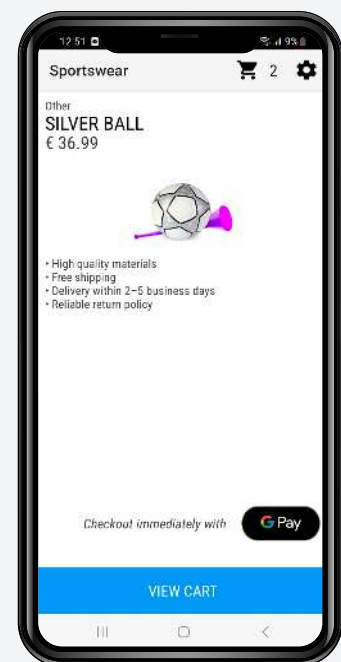 12:51 9%
Sportswear 2
Other
SILVER BALL
€ 36.99
• High quality materials
• Free shipping
• Delivery within 2–5 business days
• Reliable return policy
Checkout immediately with G Pay
VIEW CART